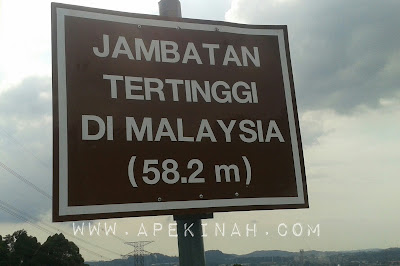 JAMBATAN
TERTINGGI
DI MALAYSIA
(58.2 m)
WWW.APEKINAH.COM